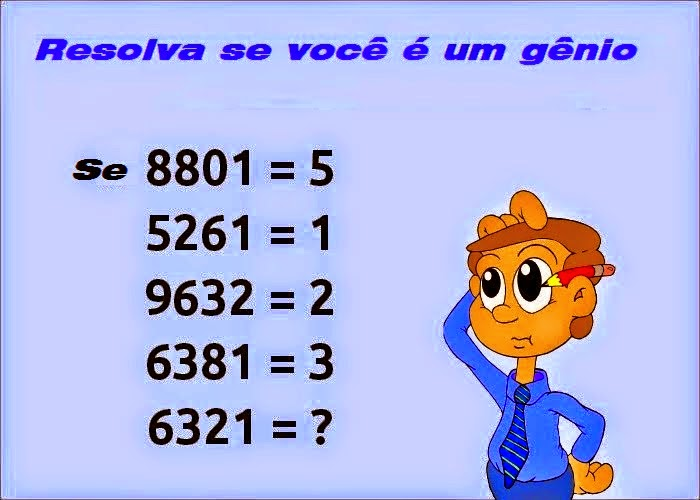 Resolva se você é um gênio
Se 8801 = 5
5261 = 1
9632 = 2
6381 = 3
6321 = ?